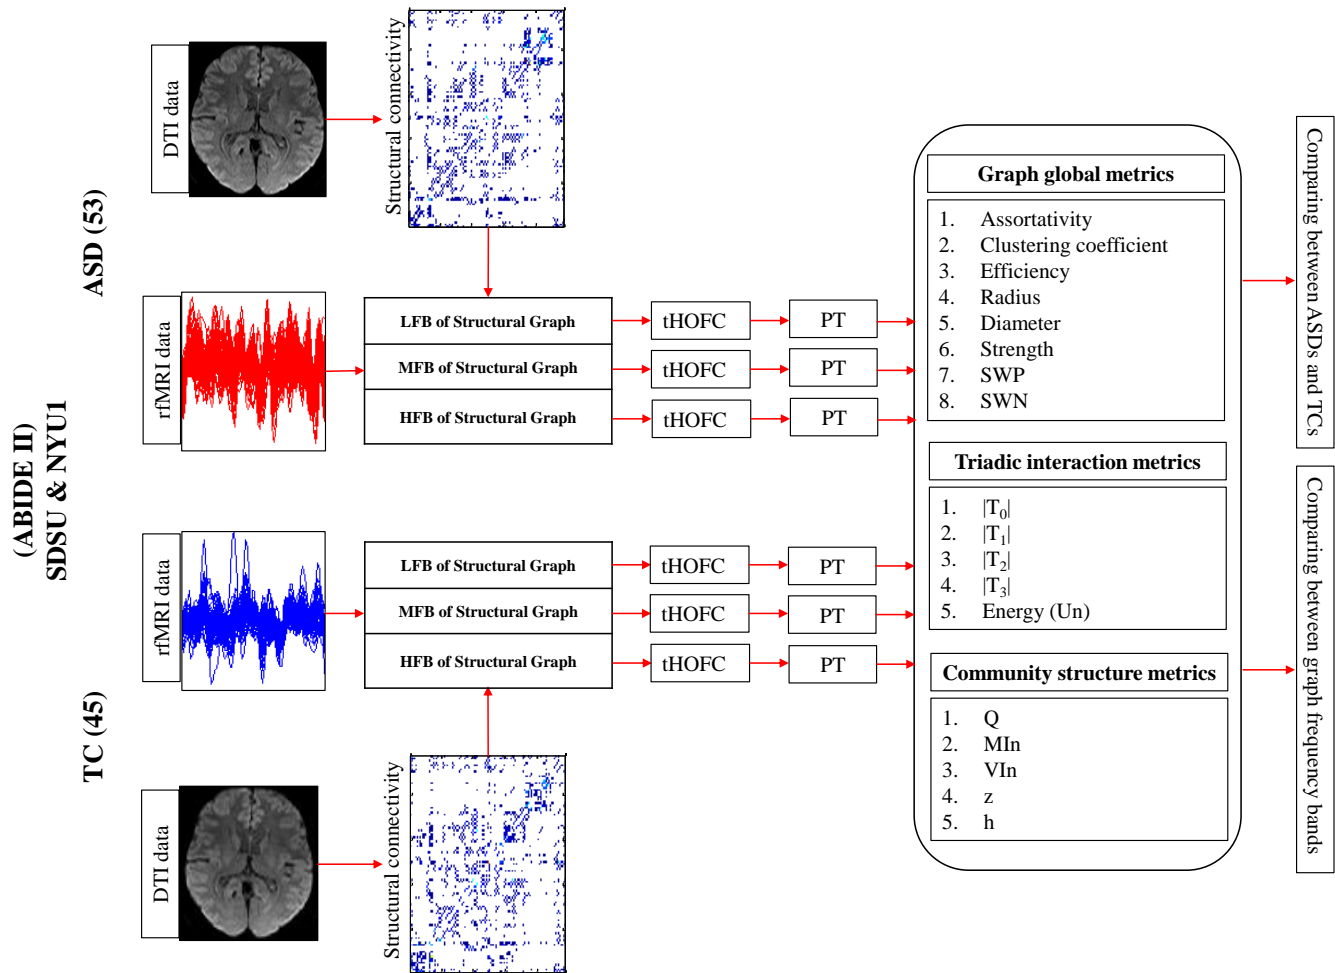 (ABIDE II)
SDSU & NYU1
ASD (53)
DTI data
Structural connectivity
rfMRI data
LFB of Structural Graph
MFB of Structural Graph
HFB of Structural Graph
tHOFC
PT
tHOFC
PT
tHOFC
PT
TC (45)
rfMRI data
LFB of Structural Graph
MFB of Structural Graph
HFB of Structural Graph
tHOFC
PT
tHOFC
PT
tHOFC
PT
DTI data
Structural connectivity
Graph global metrics
1. Assortativity
2. Clustering coefficient
3. Efficiency
4. Radius
5. Diameter
6. Strength
7. SWP
8. SWN
Triadic interaction metrics
1. |T₀|
2. |T₁|
3. |T₂|
4. |T₃|
5. Energy (Un)
Community structure metrics
1. Q
2. MIn
3. VIn
4. z
5. h
Comparing between ASDs and TCs
Comparing between graph frequency bands